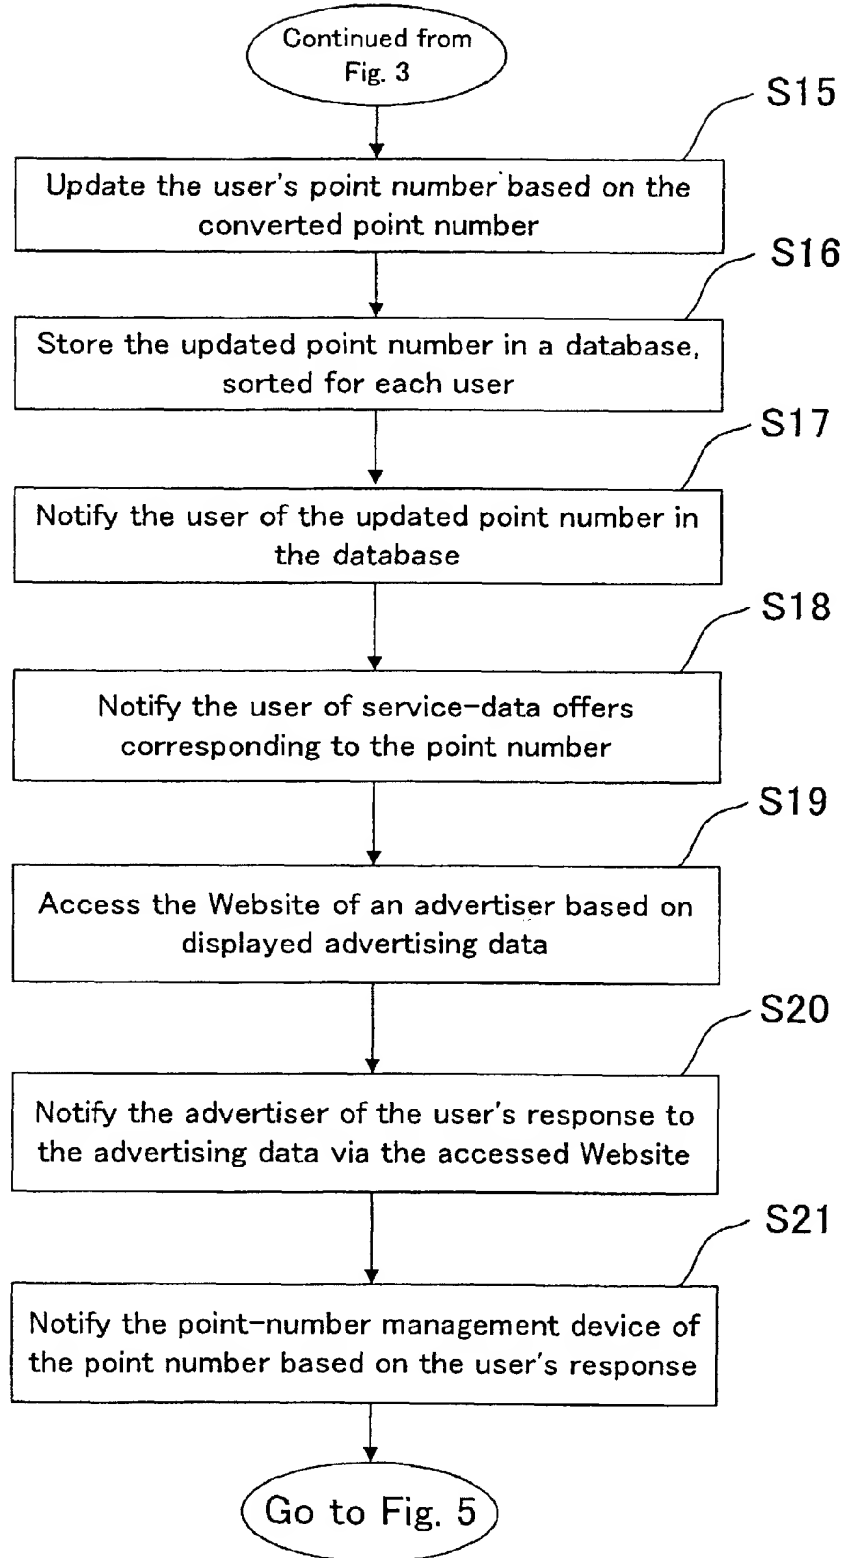 Continued from
Fig. 3
S15
Update the user's point number based on the
converted point number
S16
Store the updated point number in a database,
sorted for each user
S17
Notify the user of the updated point number in
the database
S18
Notify the user of service-data offers
corresponding to the point number
S19
Access the Website of an advertiser based on
displayed advertising data
S20
Notify the advertiser of the user's response to
the advertising data via the accessed Website
S21
Notify the point-number management device of
the point number based on the user's response
Go to Fig. 5